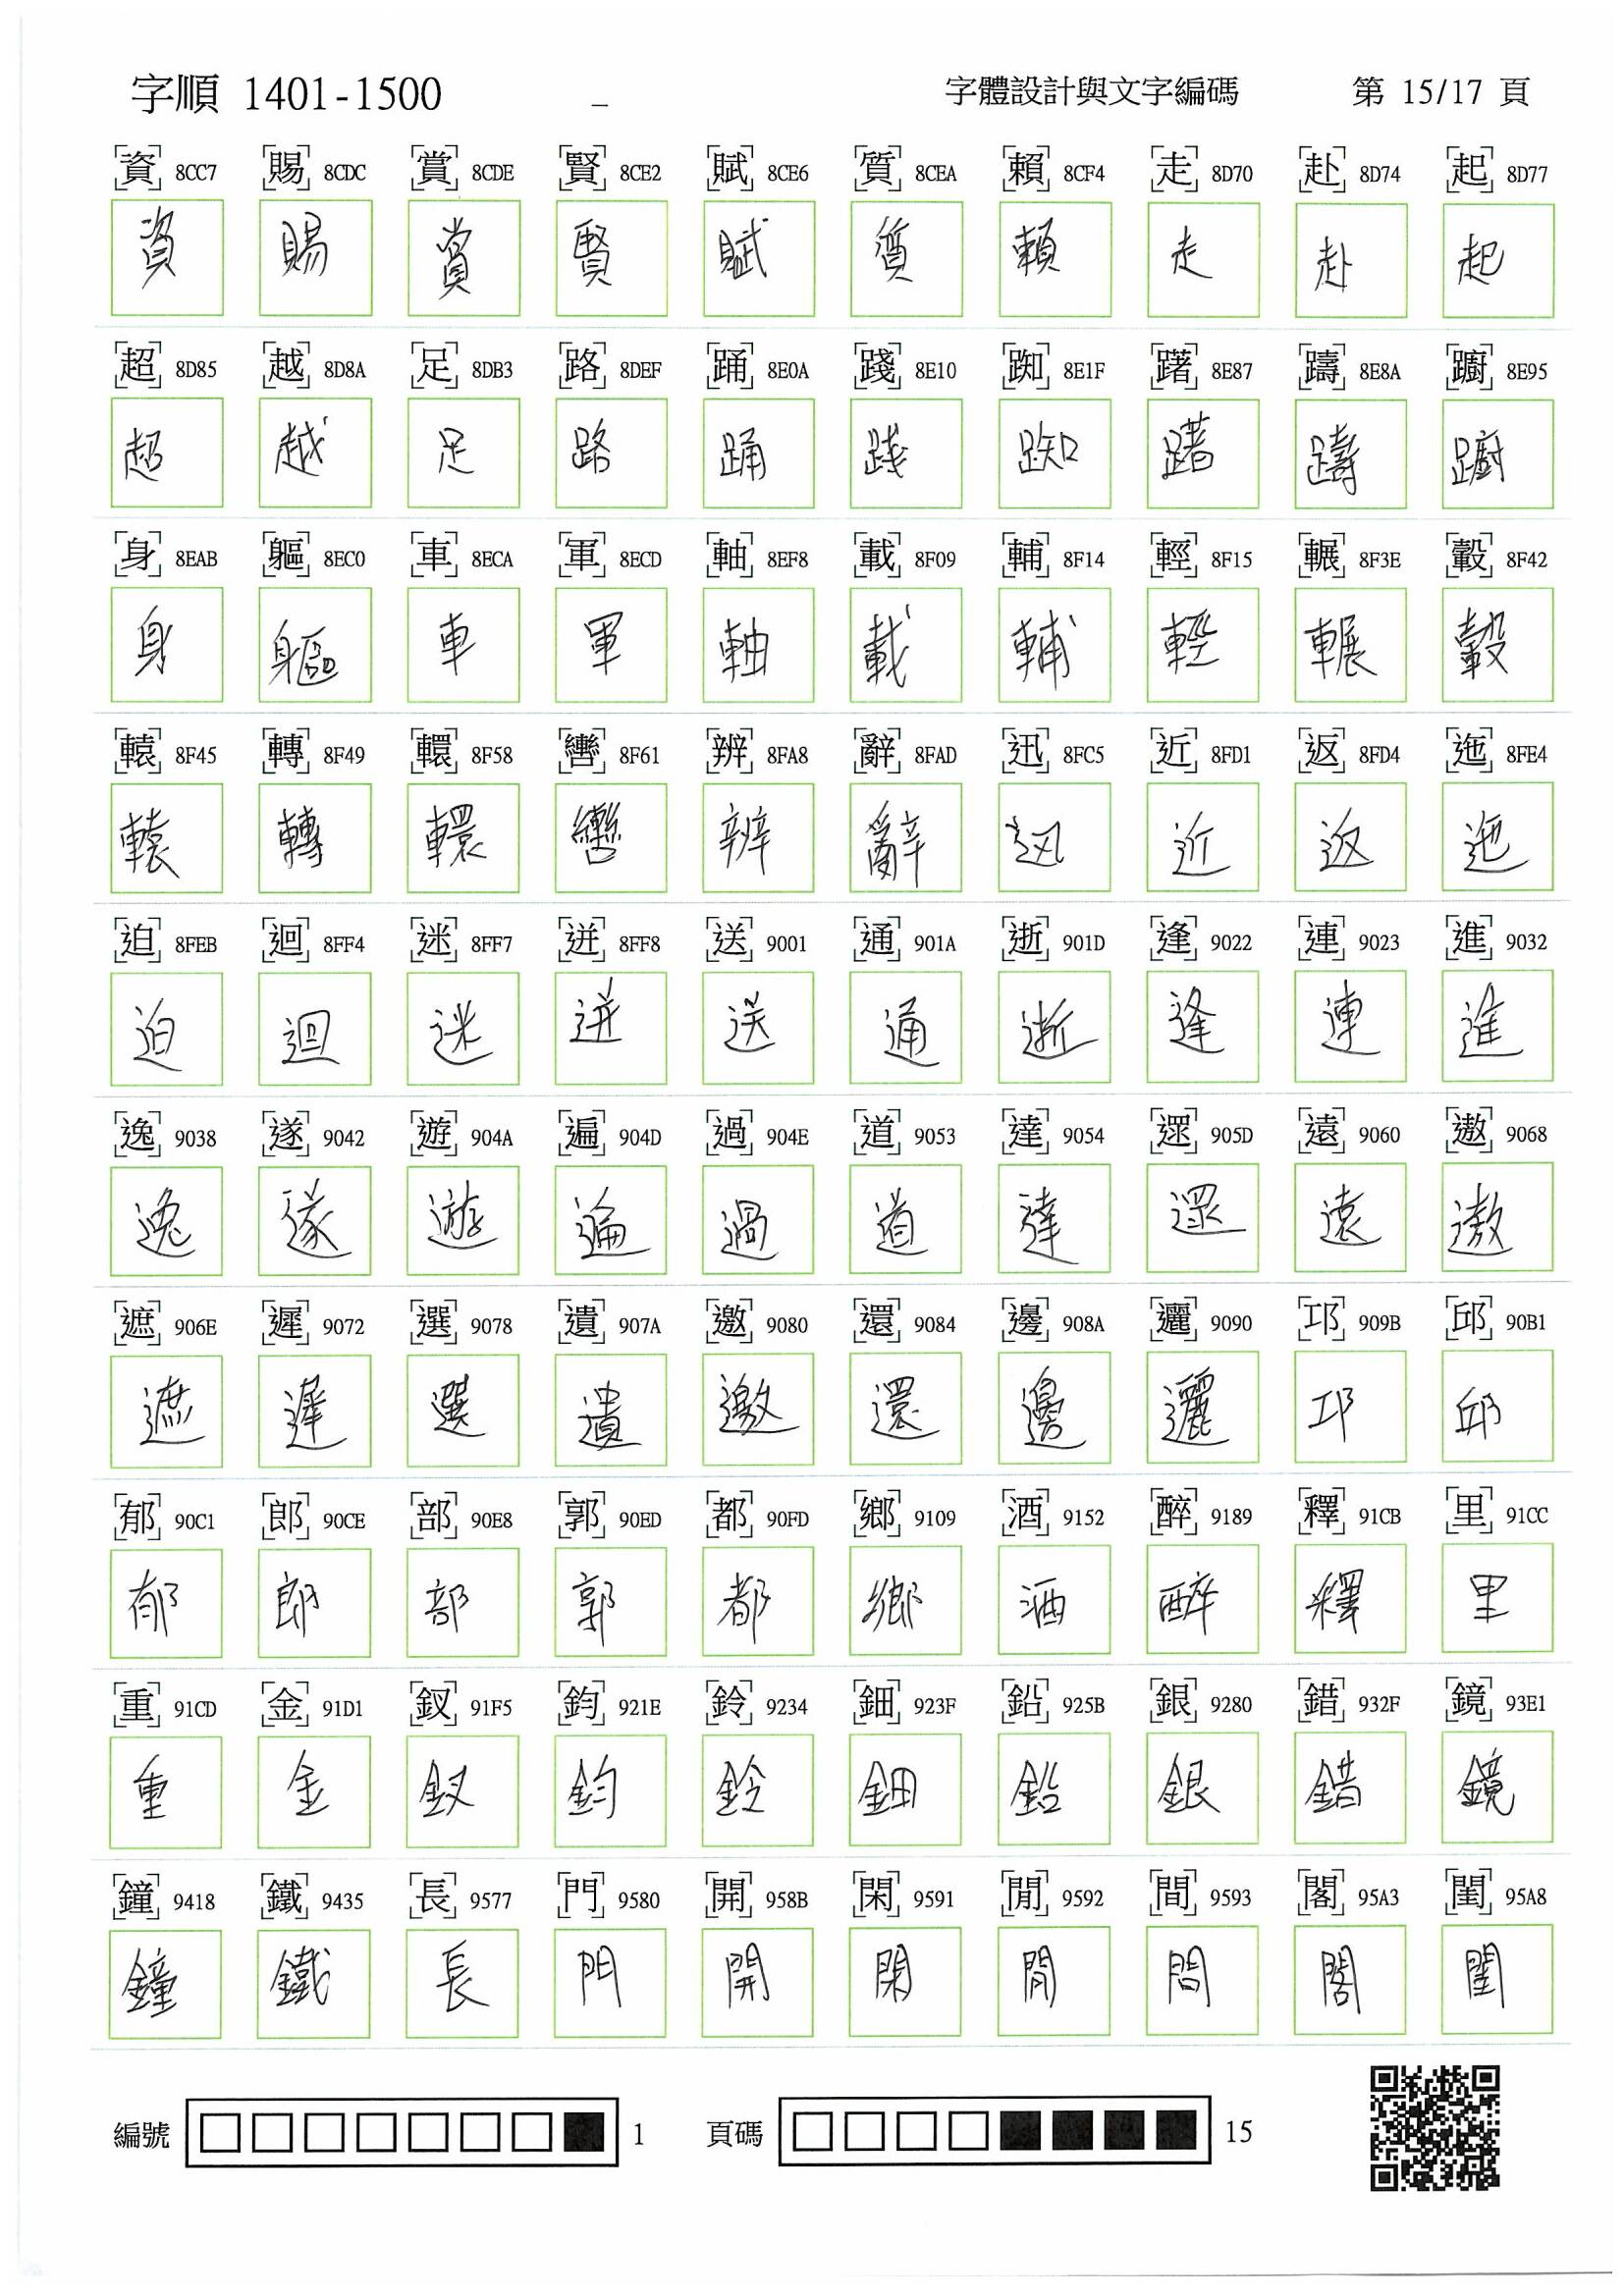 字順 1401-1500 _ 字體設計與文字編碼 第 15/17 頁
資 8CC7 賜 8CDC 賞 8CDE 賢 8CE2 賦 8CE6 質 8CEA 賴 8CF4 走 8D70 赴 8D74 起 8D77
資 賜 賞 賢 賦 質 賴 走 赴 起
超 8D85 越 8D8A 足 8DB3 路 8DEF 踊 8E0A 踐 8E10 踟 8E1F 躇 8E87 躊 8E8A 躕 8E95
超 越 足 路 踊 踐 踟 躇 躊 躕
身 8EAB 軀 8EC0 車 8ECA 軍 8ECD 軸 8EF8 載 8F09 輔 8F14 輕 8F15 輾 8F3E 轂 8F42
身 軀 車 軍 軸 載 輔 輕 輾 轂
轅 8F45 轉 8F49 轘 8F58 轡 8F61 辨 8FA8 辭 8FAD 迅 8FC5 近 8FD1 返 8FD4 迤 8FE4
轅 轉 轘 轡 辨 辭 迅 近 返 迤
迫 8FEB 迴 8FF4 迷 8FF7 迸 8FF8 送 9001 通 901A 逝 901D 逢 9022 連 9023 進 9032
迫 迴 迷 迸 送 通 逝 逢 連 進
逸 9038 遂 9042 遊 904A 遍 904D 過 904E 道 9053 達 9054 遝 905D 遠 9060 遨 9068
逸 遂 遊 遍 過 道 達 遝 遠 遨
遮 906E 遲 9072 選 9078 遺 907A 邀 9080 還 9084 邊 908A 邐 9090 邛 909B 邱 90B1
遮 遲 選 遺 邀 還 邊 邐 邛 邱
郁 90C1 郎 90CE 部 90E8 郭 90ED 都 90FD 鄉 9109 酒 9152 醉 9189 釋 91CB 里 91CC
郁 郎 部 郭 都 鄉 酒 醉 釋 里
重 91CD 金 91D1 釵 91F5 鈞 921E 鈴 9234 鈿 923F 鉛 925B 銀 9280 錯 932F 鏡 93E1
重 金 釵 鈞 鈴 鈿 鉛 銀 錯 鏡
鐘 9418 鐵 9435 長 9577 門 9580 開 958B 閑 9591 閒 9592 間 9593 閣 95A3 閨 95A8
鐘 鐵 長 門 開 閑 閒 間 閣 閨
編號 1 頁碼 15